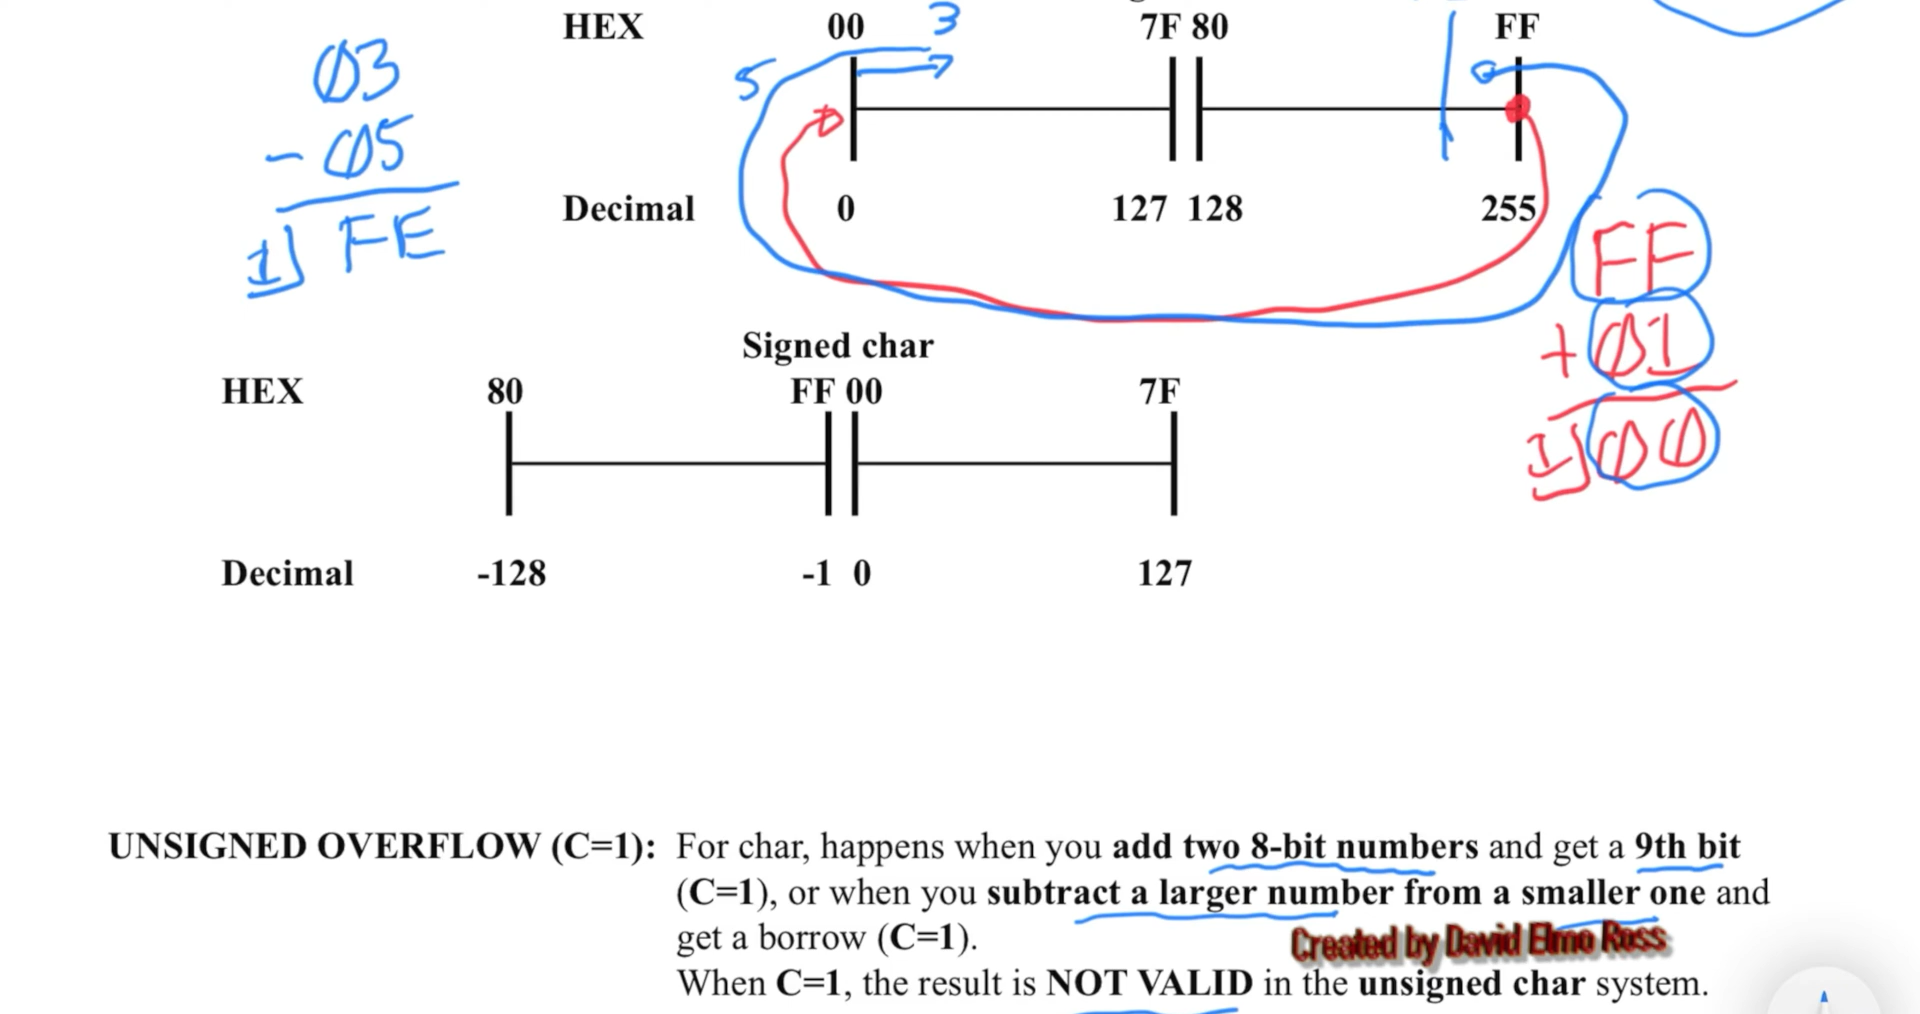 HEX 00 3 7F 80 FF
03
5
- 05
Decimal 0 127 128 255
1] FE
FF
+ 01
1] 00
Signed char
HEX 80 FF 00 7F
Decimal -128 -1 0 127
UNSIGNED OVERFLOW (C=1): For char, happens when you add two 8-bit numbers and get a 9th bit
(C=1), or when you subtract a larger number from a smaller one and
get a borrow (C=1).
Created by David Elmo Ross
When C=1, the result is NOT VALID in the unsigned char system.